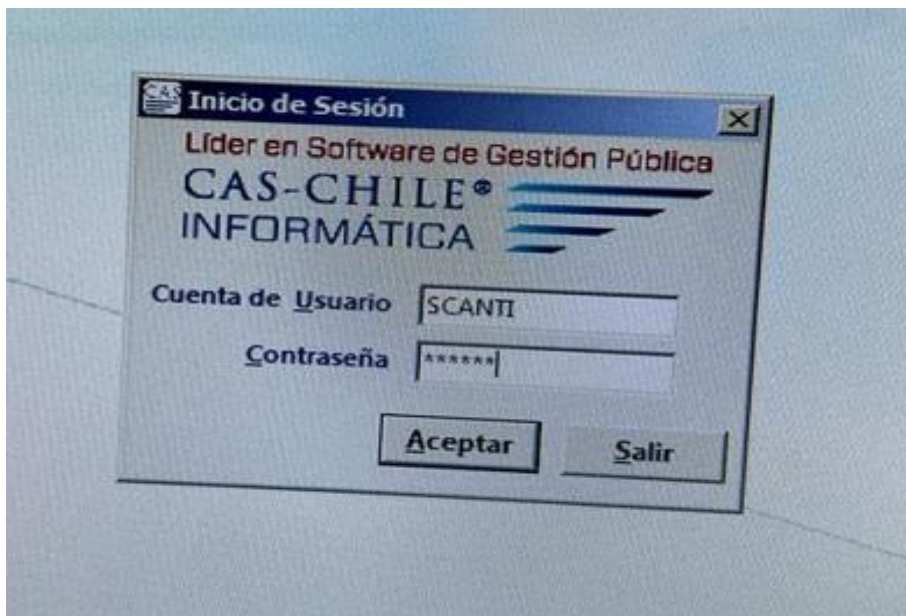 CAS
Inicio de Sesión
Líder en Software de Gestión Pública
CAS-CHILE®
INFORMÁTICA
Cuenta de Usuario SCANTI
Contraseña ******
Aceptar Salir